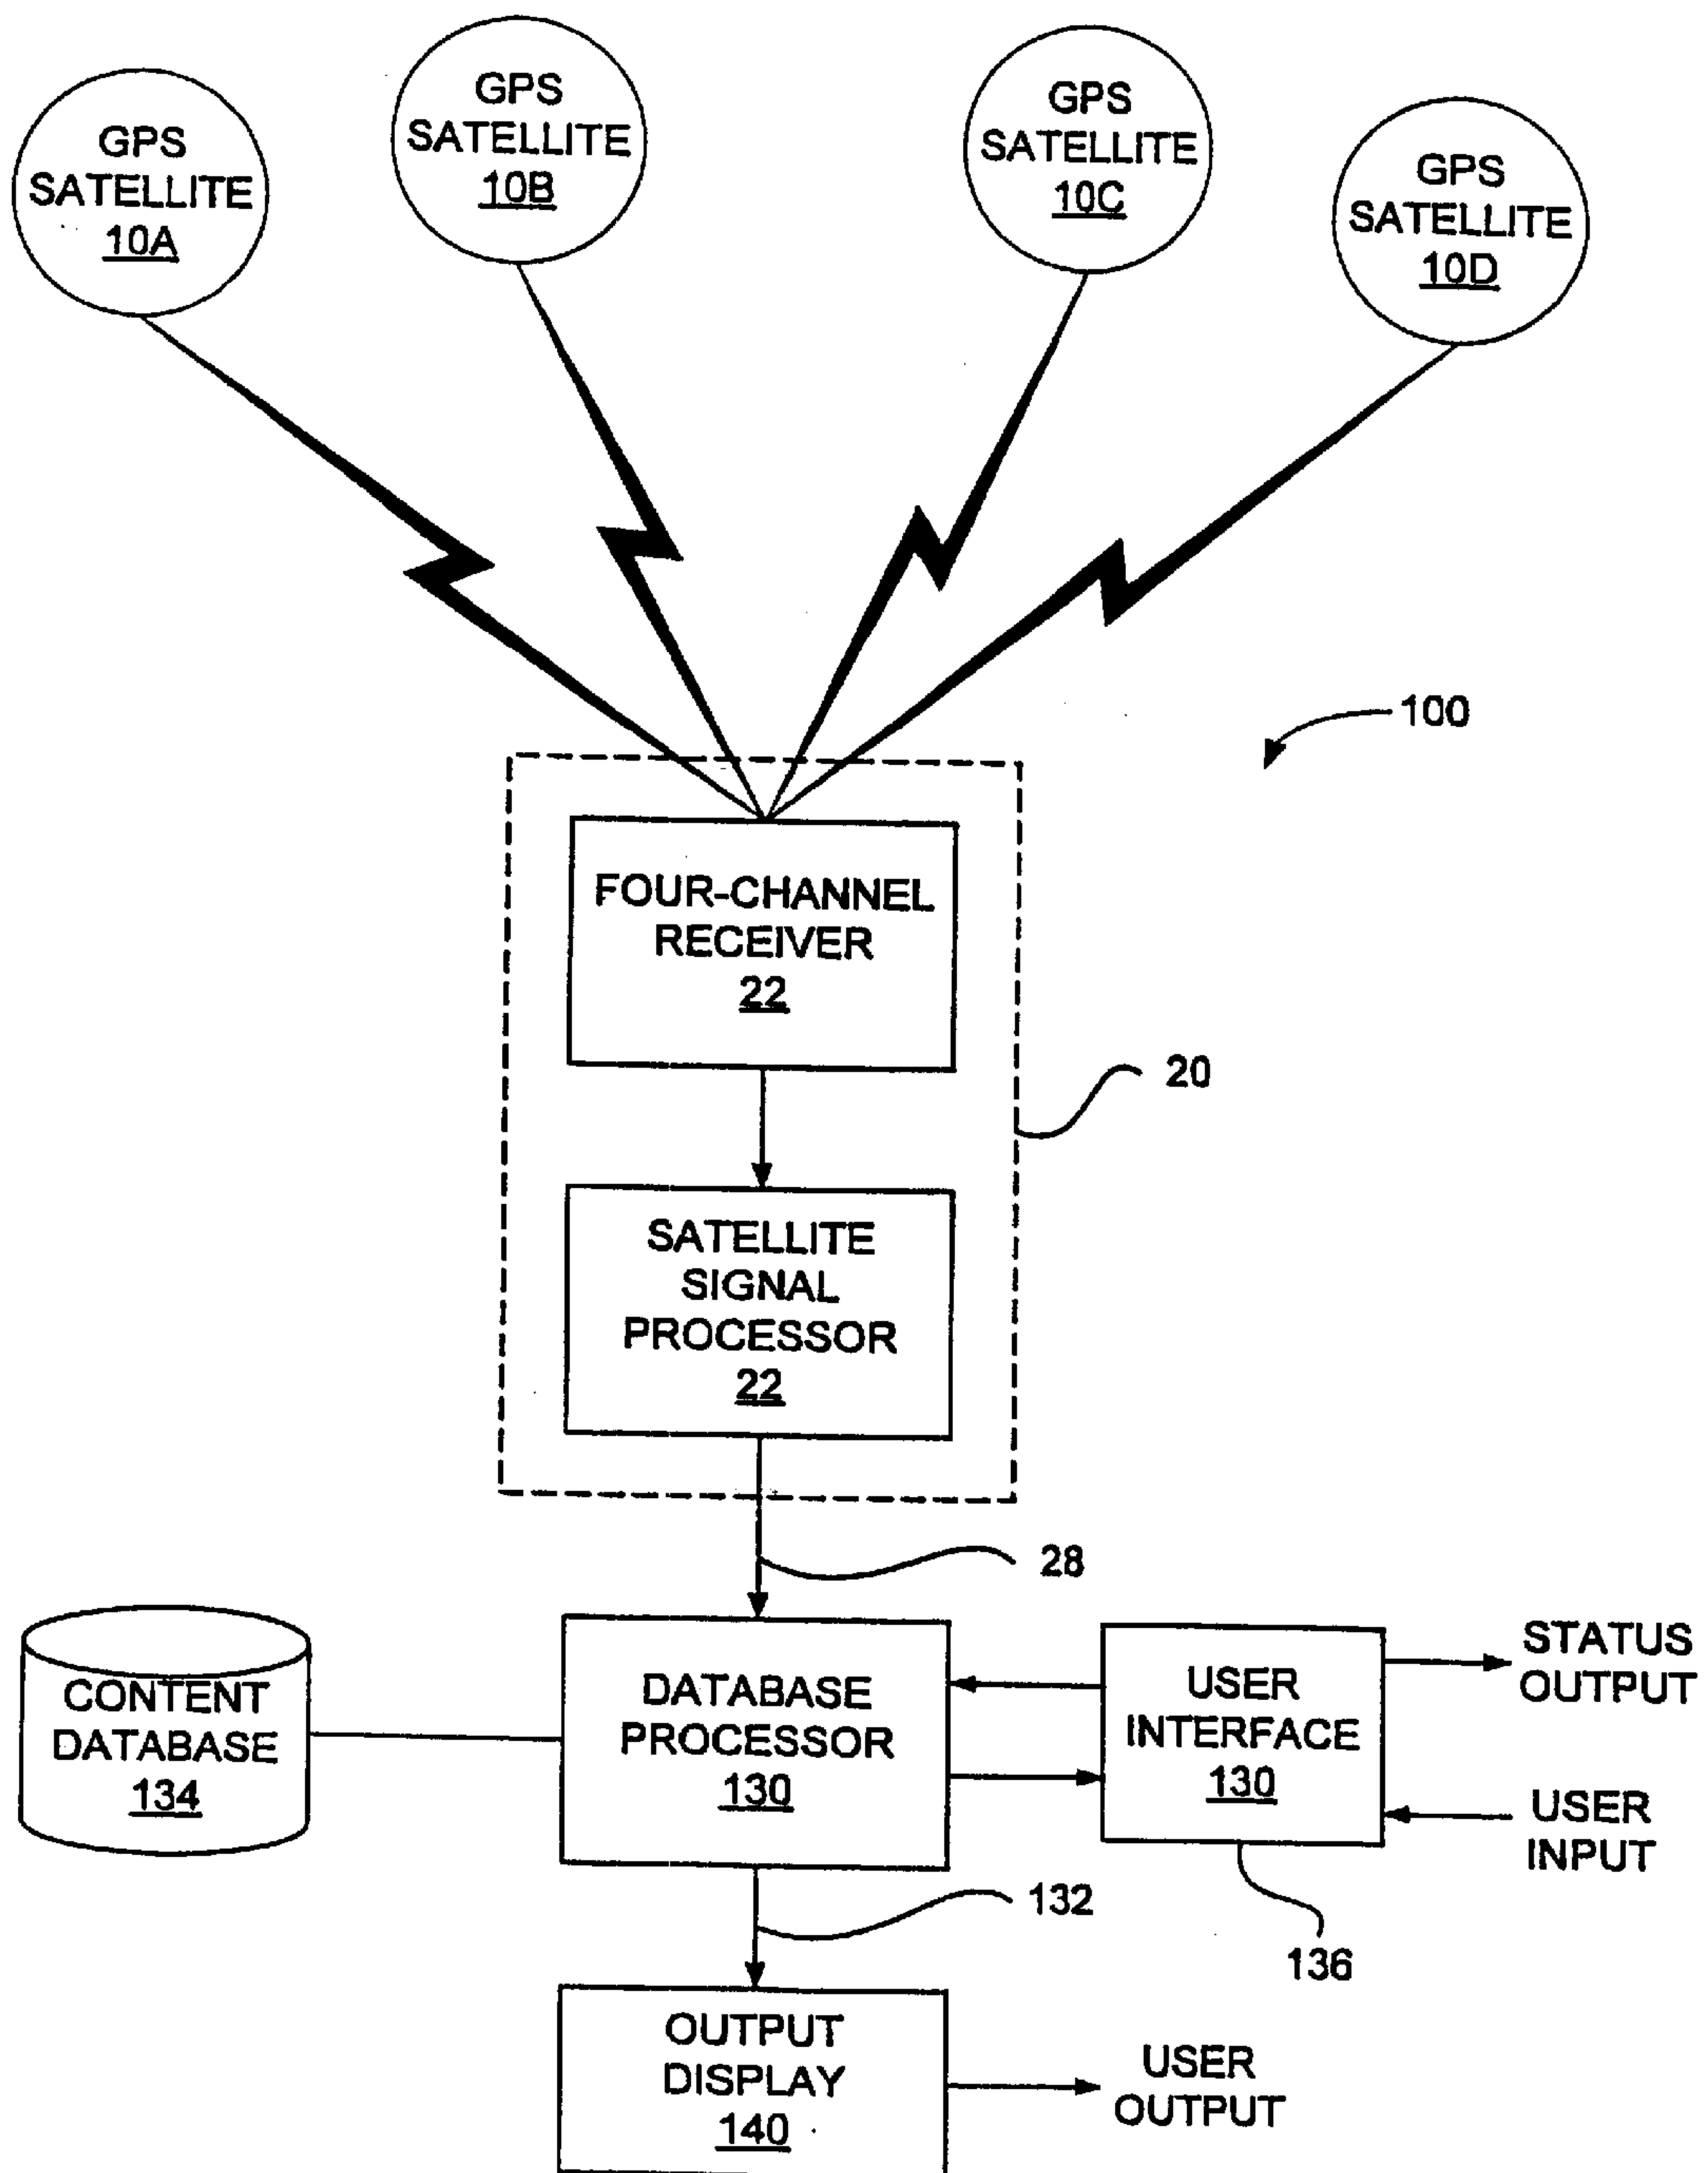 GPS
SATELLITE
10A
GPS
SATELLITE
10B
GPS
SATELLITE
10C
GPS
SATELLITE
10D
100
FOUR-CHANNEL
RECEIVER
22
20
SATELLITE
SIGNAL
PROCESSOR
22
28
CONTENT
DATABASE
134
DATABASE
PROCESSOR
130
USER
INTERFACE
130
STATUS
OUTPUT
USER
INPUT
132
136
OUTPUT
DISPLAY
140
USER
OUTPUT